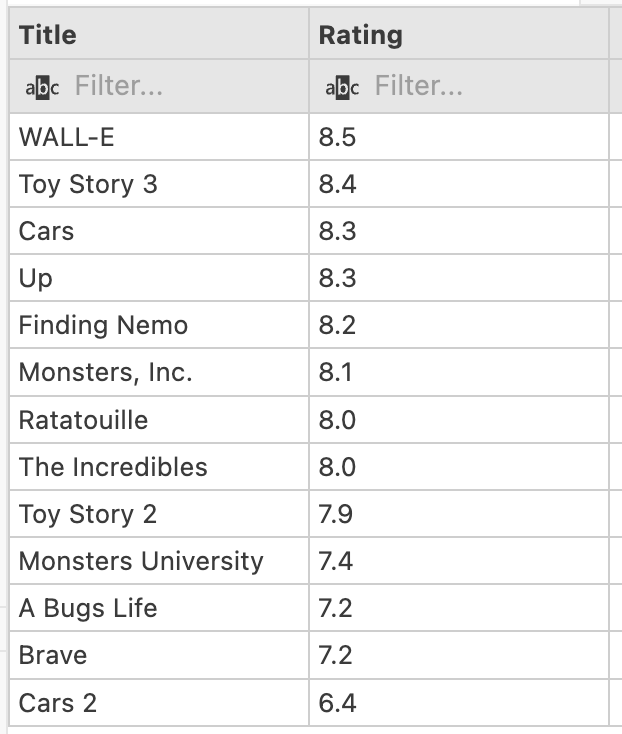 Title Rating
abc Filter... abc Filter...
WALL-E 8.5
Toy Story 3 8.4
Cars 8.3
Up 8.3
Finding Nemo 8.2
Monsters, Inc. 8.1
Ratatouille 8.0
The Incredibles 8.0
Toy Story 2 7.9
Monsters University 7.4
A Bugs Life 7.2
Brave 7.2
Cars 2 6.4